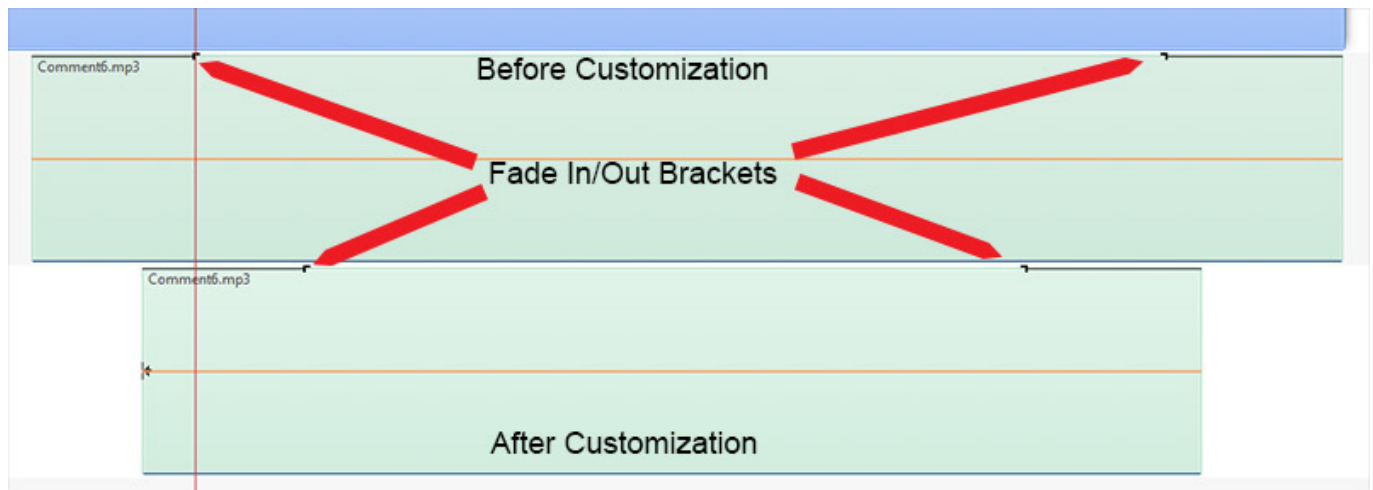 Comment6.mp3
Before Customization
Fade In/Out Brackets
Comment6.mp3
After Customization